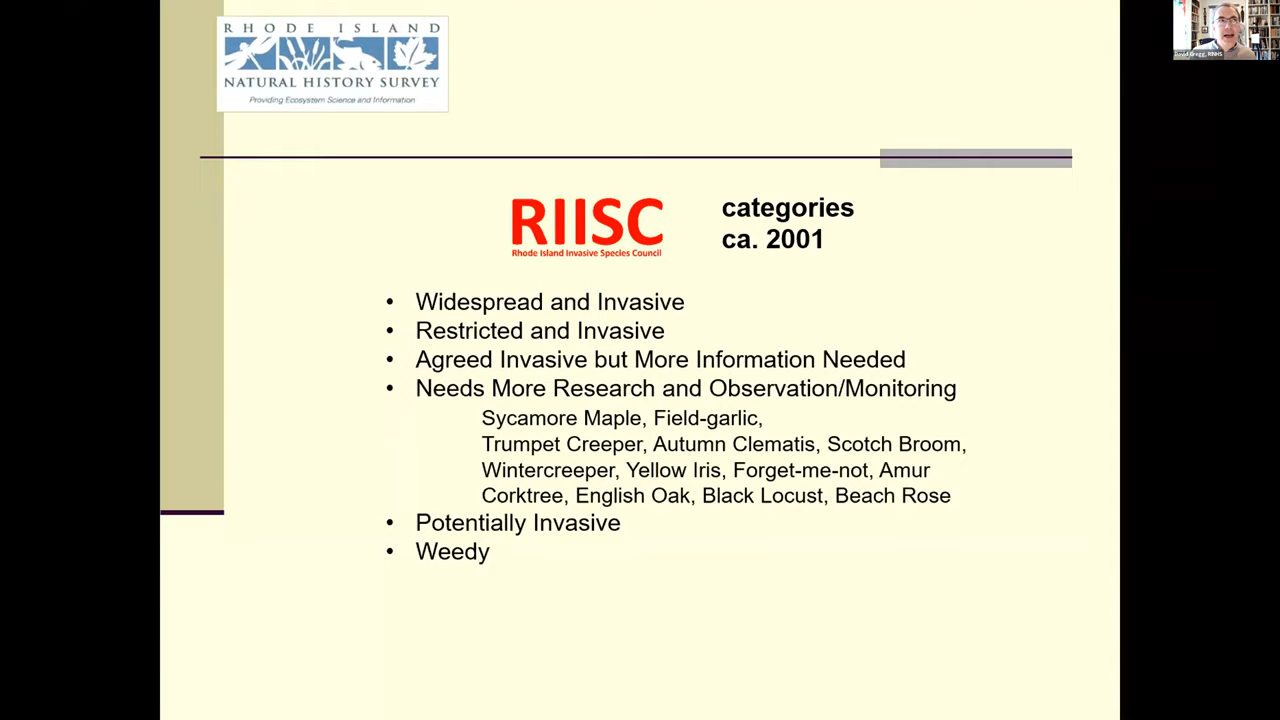 RHODE ISLAND
NATURAL HISTORY SURVEY
Providing Ecosystem Science and Information
David Gregg, RINHS
RIISC
Rhode Island Invasive Species Council
categories
ca. 2001
• Widespread and Invasive
• Restricted and Invasive
• Agreed Invasive but More Information Needed
• Needs More Research and Observation/Monitoring
Sycamore Maple, Field-garlic,
Trumpet Creeper, Autumn Clematis, Scotch Broom,
Wintercreeper, Yellow Iris, Forget-me-not, Amur
Corktree, English Oak, Black Locust, Beach Rose
• Potentially Invasive
• Weedy